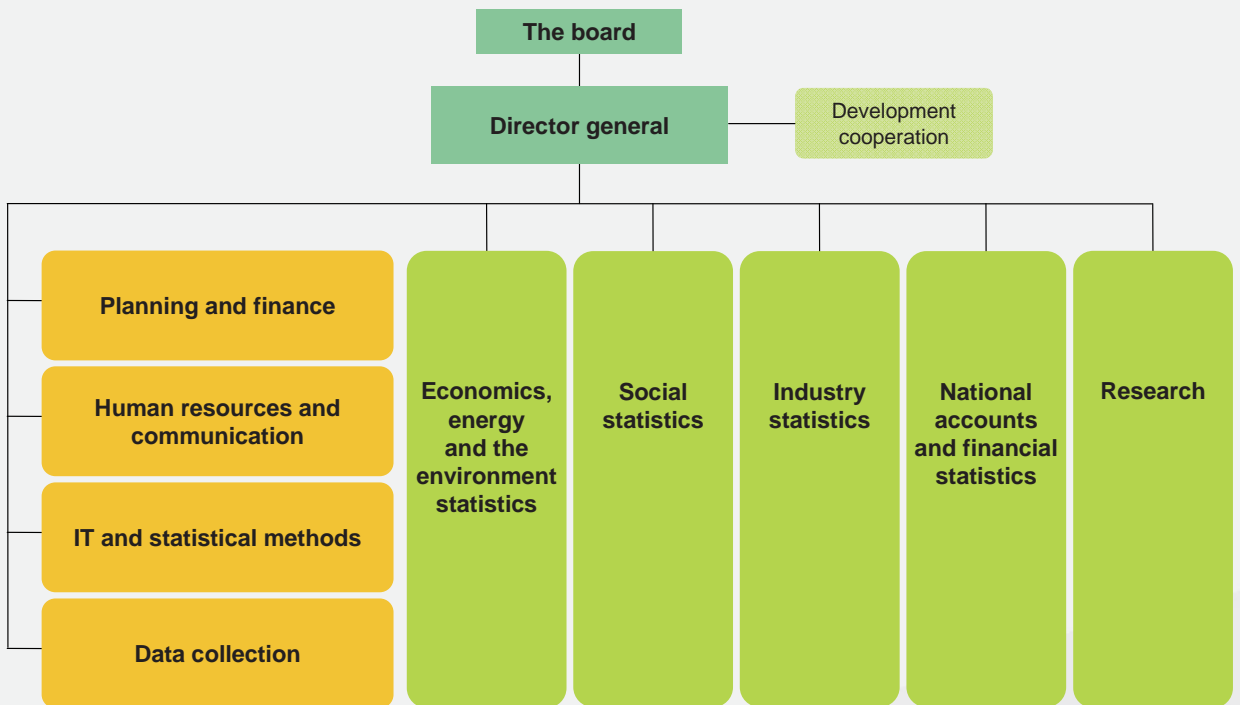 The board
Director general
Development
cooperation
Planning and finance
Human resources and
communication
IT and statistical methods
Data collection
Economics,
energy
and the
environment
statistics
Social
statistics
Industry
statistics
National
accounts
and financial
statistics
Research